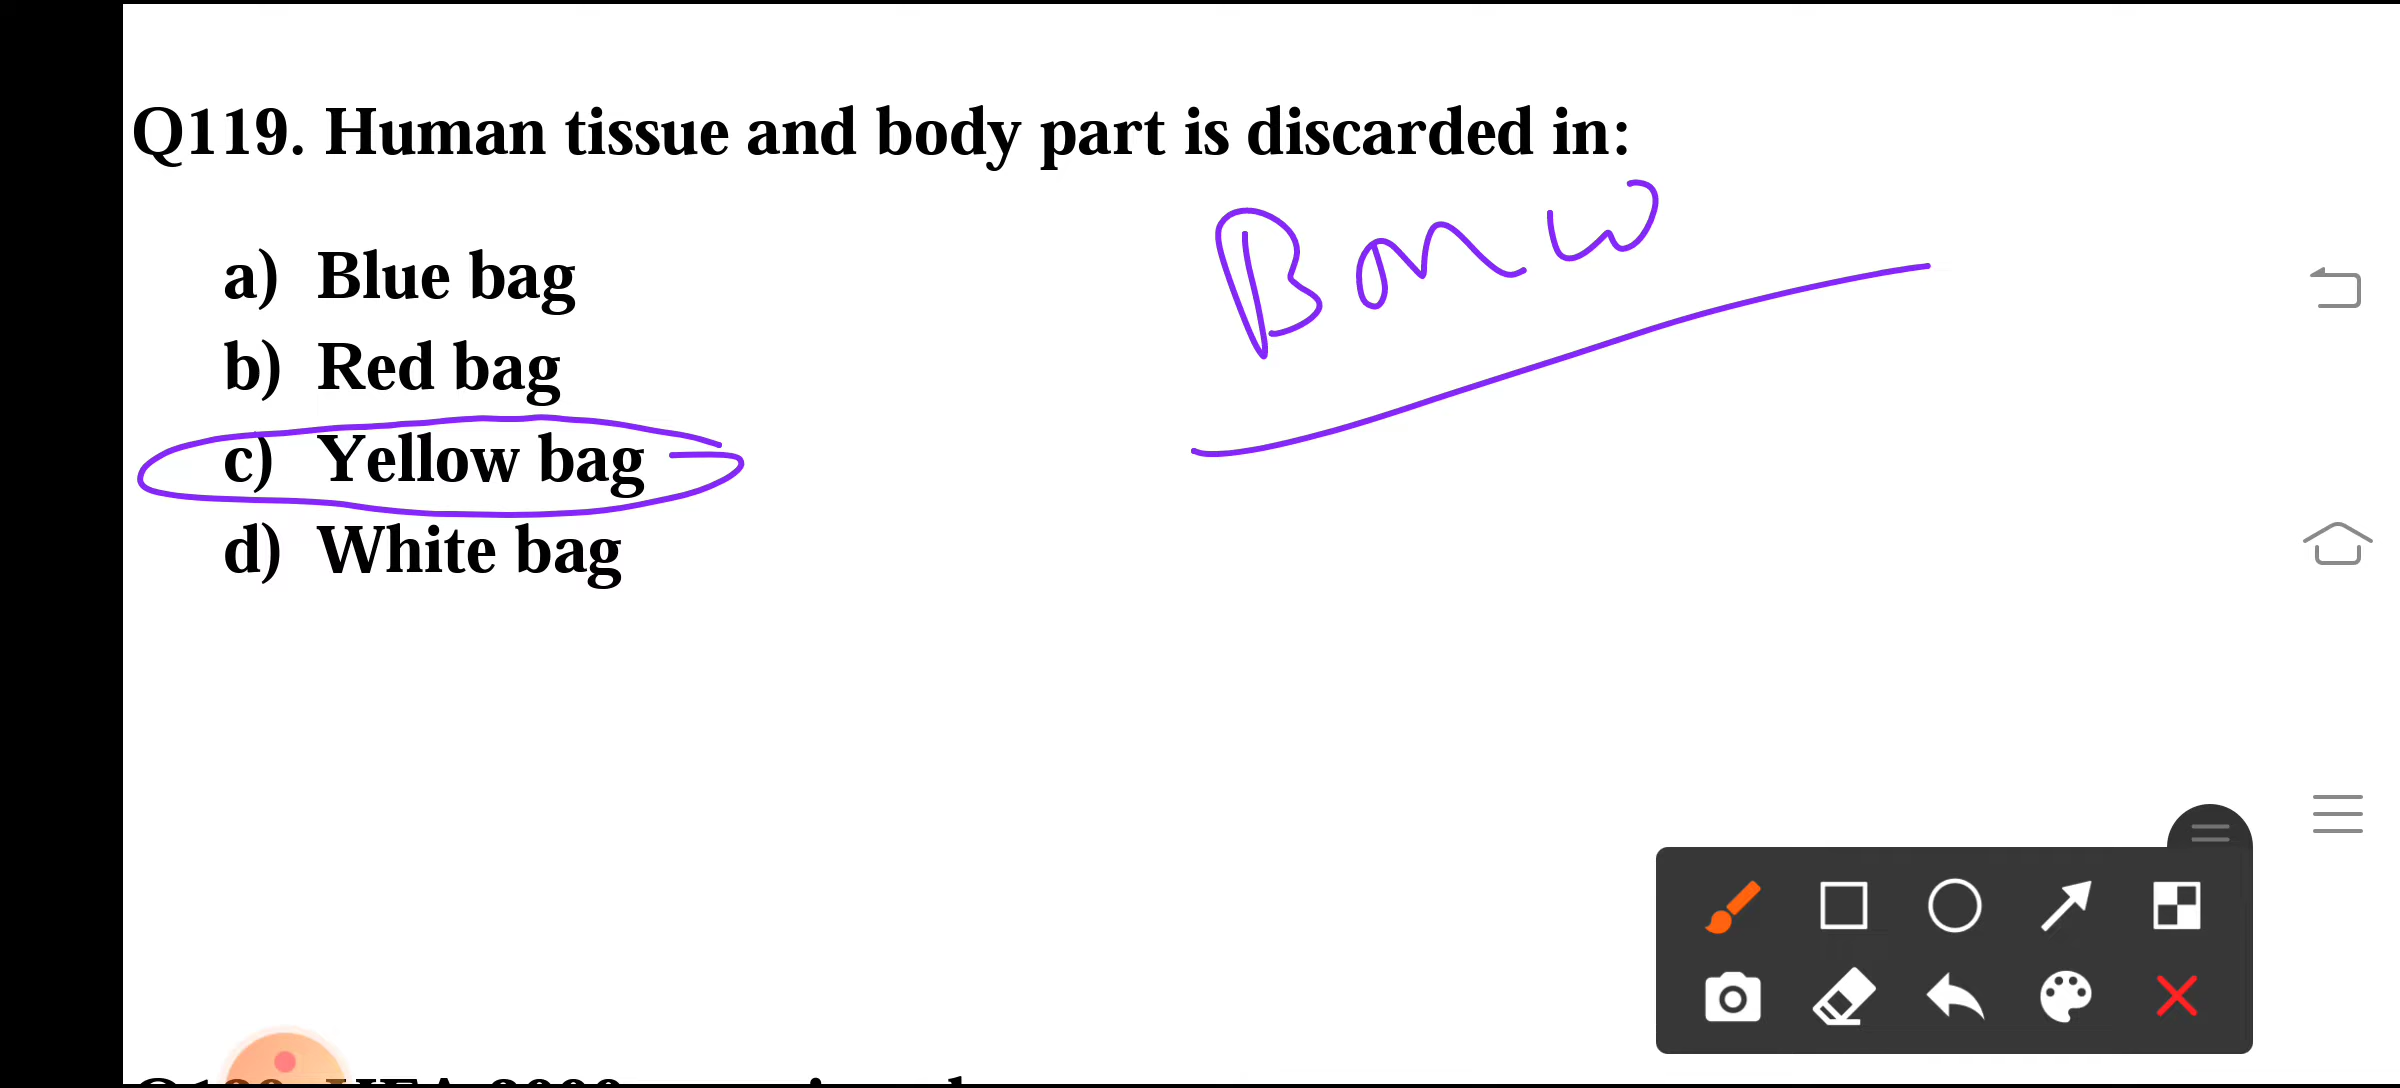 Q119. Human tissue and body part is discarded in:
BMW
a) Blue bag
b) Red bag
c) Yellow bag
d) White bag